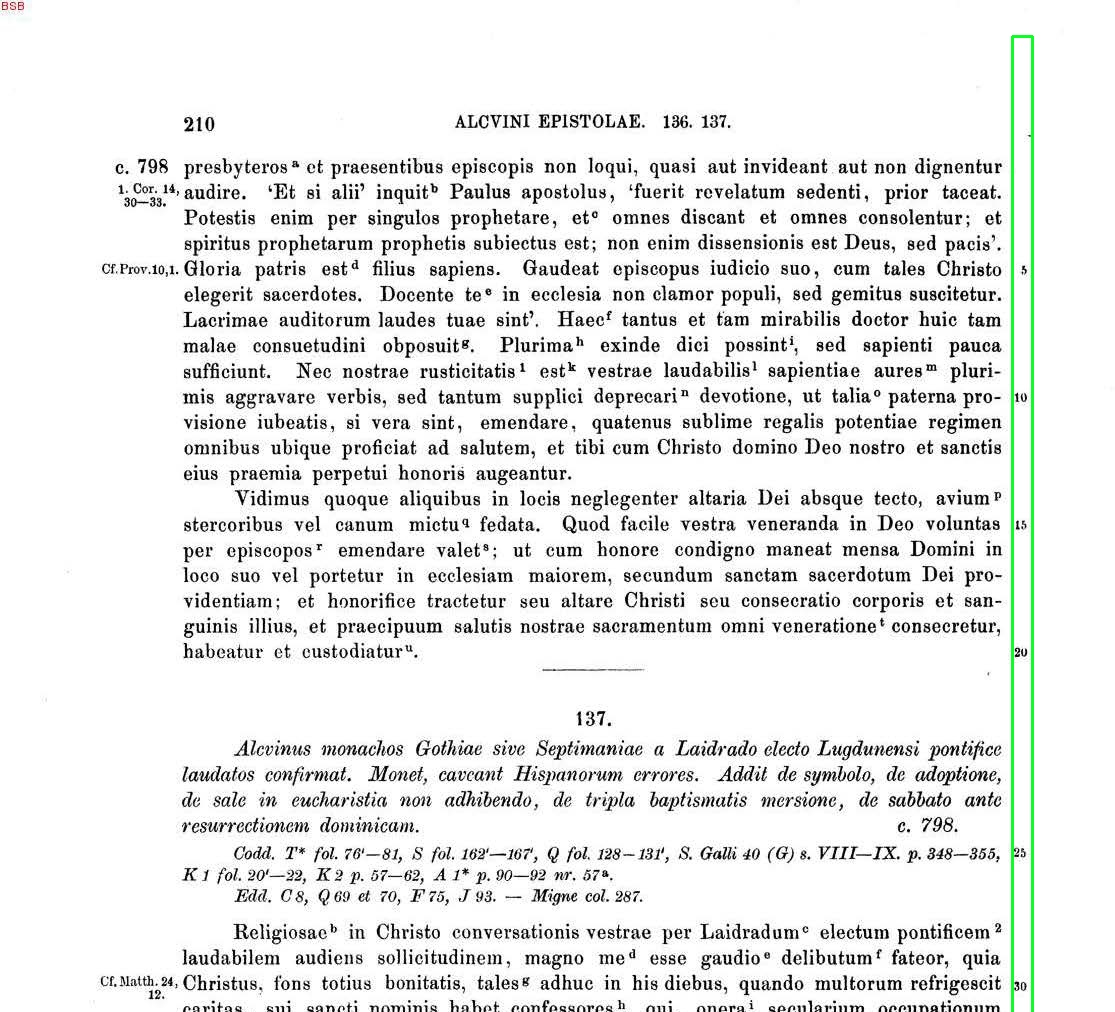 BSB
210 ALCVINI EPISTOLAE. 136. 137.
c. 798 presbyteros a et praesentibus episcopis non loqui, quasi aut invideant aut non dignentur
1. Cor. 14, audire. ‘Et si alii’ inquit b Paulus apostolus, ‘fuerit revelatum sedenti, prior taceat.
30—33.
Potestis enim per singulos prophetare, et c omnes discant et omnes consolentur; et
spiritus prophetarum prophetis subiectus est; non enim dissensionis est Deus, sed pacis’.
Cf. Prov. 10,1. Gloria patris est d filius sapiens. Gaudeat episcopus iudicio suo, cum tales Christo 5
elegerit sacerdotes. Docente te e in ecclesia non clamor populi, sed gemitus suscitetur.
Lacrimae auditorum laudes tuae sint’. Haec f tantus et tam mirabilis doctor huic tam
malae consuetudini obposuit g. Plurima h exinde dici possint i, sed sapienti pauca
sufficiunt. Nec nostrae rusticitatis 1 est k vestrae laudabilis l sapientiae aures m pluri-
mis aggravare verbis, sed tantum supplici deprecari n devotione, ut talia o paterna pro- 10
visione iubeatis, si vera sint, emendare, quatenus sublime regalis potentiae regimen
omnibus ubique proficiat ad salutem, et tibi cum Christo domino Deo nostro et sanctis
eius praemia perpetui honoris augeantur.
Vidimus quoque aliquibus in locis neglegenter altaria Dei absque tecto, avium p
stercoribus vel canum mictu q fedata. Quod facile vestra veneranda in Deo voluntas 15
per episcopos r emendare valet s; ut cum honore condigno maneat mensa Domini in
loco suo vel portetur in ecclesiam maiorem, secundum sanctam sacerdotum Dei pro-
videntiam; et honorifice tractetur seu altare Christi seu consecratio corporis et san-
guinis illius, et praecipuum salutis nostrae sacramentum omni veneratione t consecretur,
habeatur et custodiatur u. 20
137.
Alcvinus monachos Gothiae sive Septimaniae a Laidrado electo Lugdunensi pontifice
laudatos confirmat. Monet, caveant Hispanorum errores. Addit de symbolo, de adoptione,
de sale in eucharistia non adhibendo, de tripla baptismatis mersione, de sabbato ante
resurrectionem dominicam. c. 798.
Codd. T* fol. 76'—81, S fol. 162'—167', Q fol. 128—131', S. Galli 40 (G) s. VIII—IX. p. 348—355, 25
K 1 fol. 20'—22, K 2 p. 57—62, A 1* p. 90—92 nr. 57 a.
Edd. C 8, Q 69 et 70, F 75, J 93. — Migne col. 287.
Religiosae b in Christo conversationis vestrae per Laidradum c electum pontificem 2
laudabilem audiens sollicitudinem, magno me d esse gaudio e delibutum f fateor, quia
Cf. Matth. 24, Christus, fons totius bonitatis, tales g adhuc in his diebus, quando multorum refrigescit 30
12.
caritas, sui sancti nominis habet confessores h, qui, opera i secularium occupationum